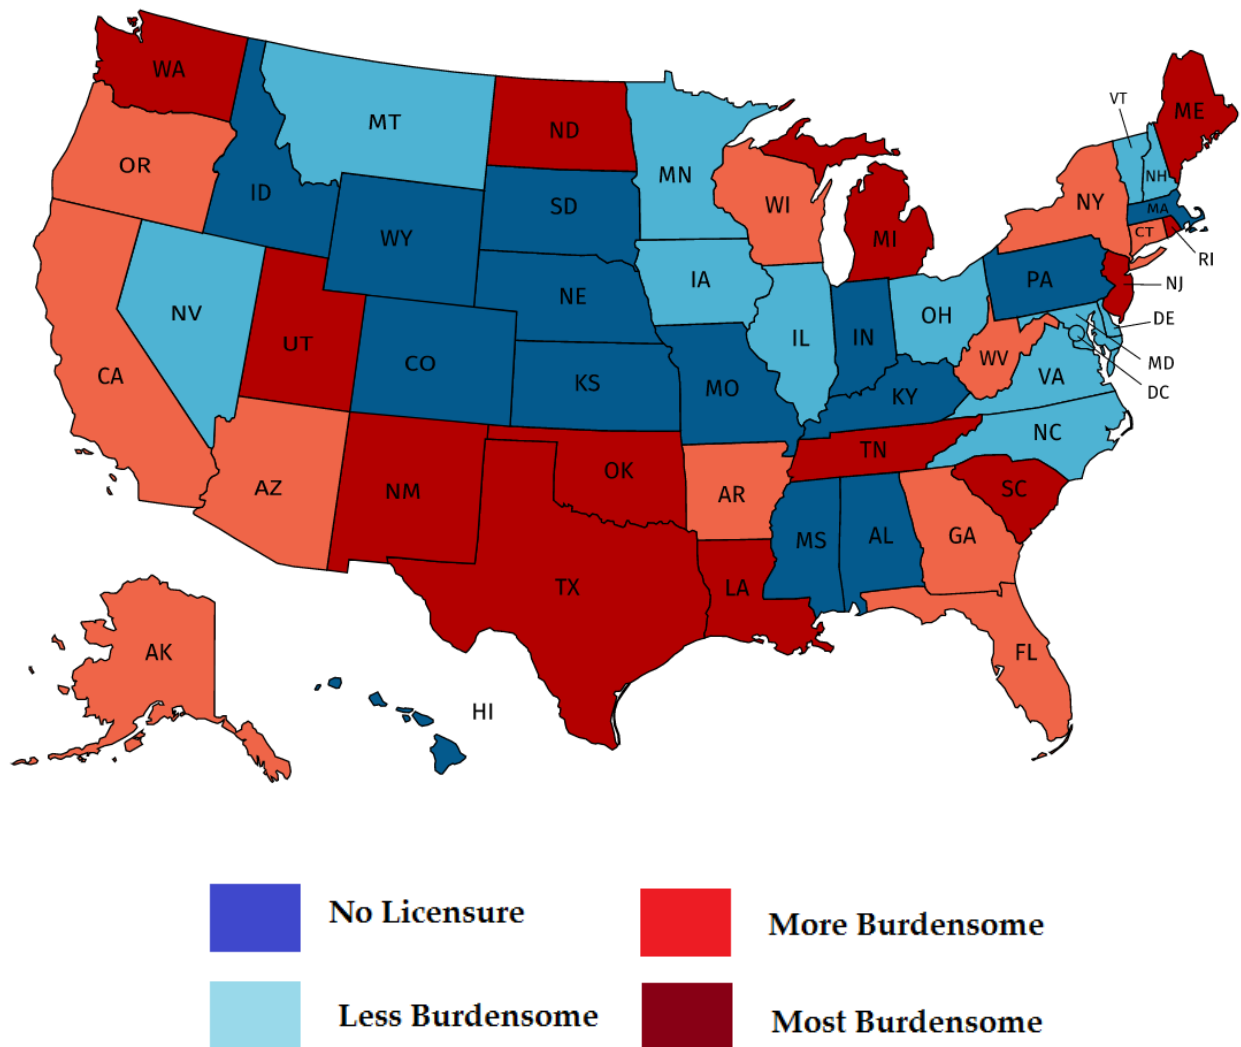 WA
MT
ND
ME
VT
OR
ID
MN
NH
SD
WI
NY
MA
WY
MI
CT
RI
NV
NE
IA
PA
NJ
UT
CO
IL
IN
OH
DE
CA
KS
MO
WV
MD
VA
DC
KY
NC
AZ
NM
OK
TN
AR
SC
MS
AL
GA
TX
LA
AK
FL
HI
No Licensure
More Burdensome
Less Burdensome
Most Burdensome